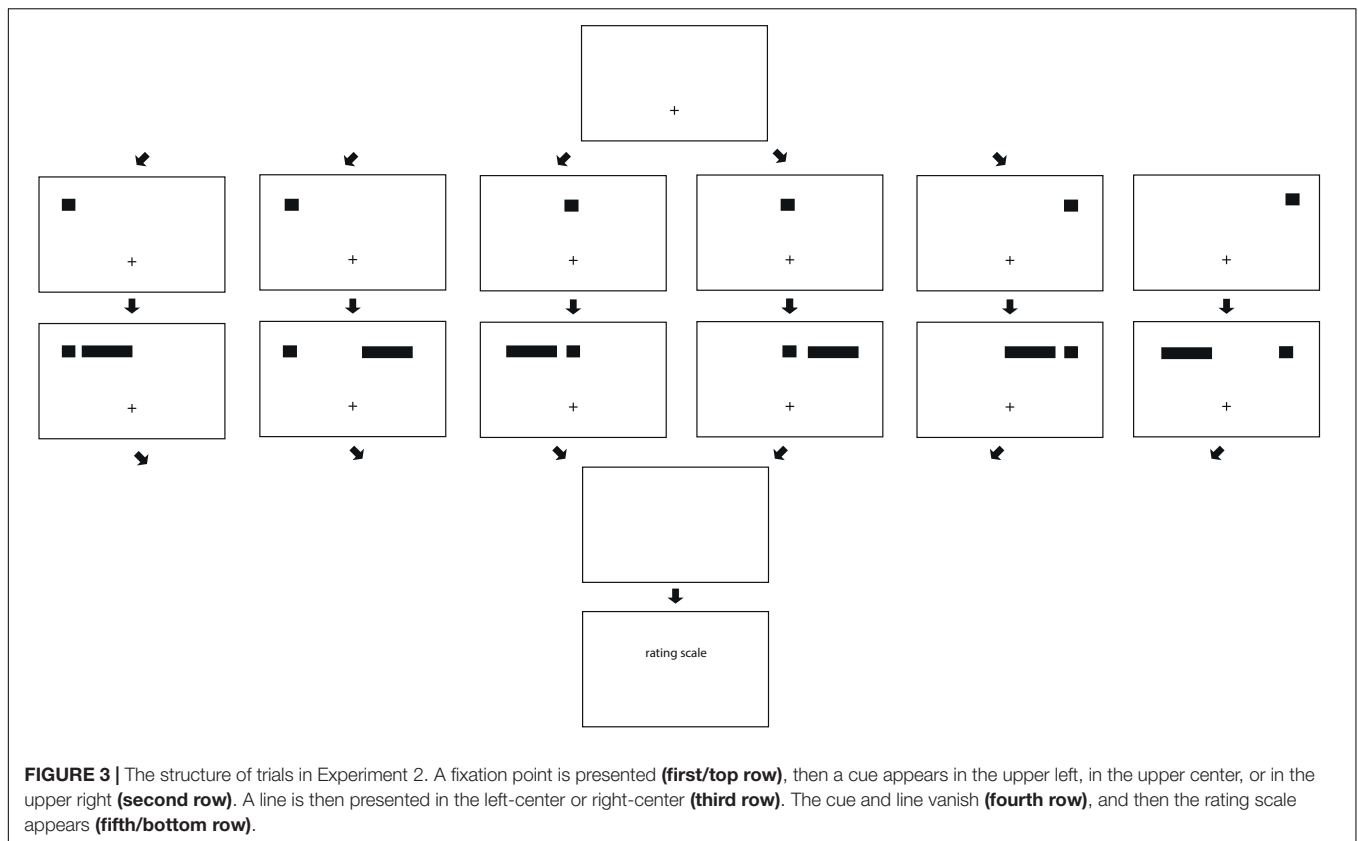 rating scale
FIGURE 3 | The structure of trials in Experiment 2. A fixation point is presented (first/top row), then a cue appears in the upper left, in the upper center, or in the
upper right (second row). A line is then presented in the left-center or right-center (third row). The cue and line vanish (fourth row), and then the rating scale
appears (fifth/bottom row).